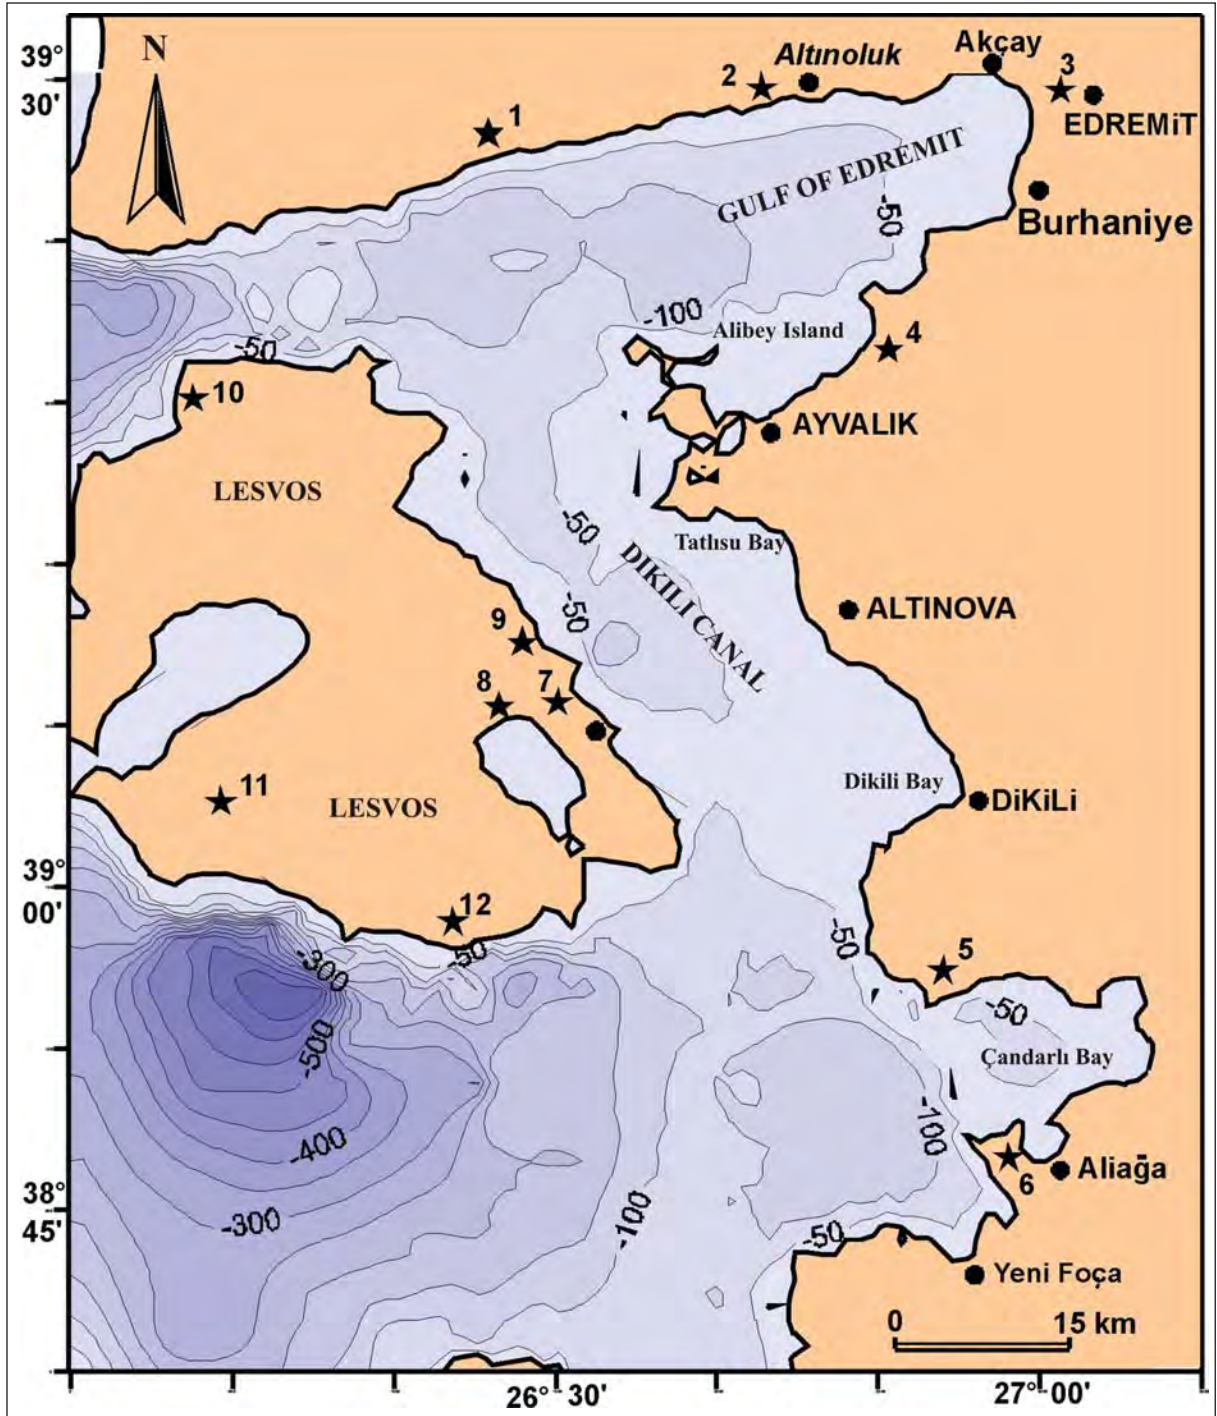 N
39°
30'
Akçay
Altınoluk
2
3
EDREMiT
1
GULF OF EDREMIT
-50
Burhaniye
-100
Alibey Island
4
-50
10
AYVALIK
LESVOS
-50
Tatlısu Bay
DIKILI CANAL
-50
ALTINOVA
9
8
7
Dikili Bay
DiKiLi
11
LESVOS
39°
00'
12
-50
-50
5
-300
-50
-500
Çandarlı Bay
-100
-400
6
Aliağa
38°
45'
-300
-100
-50
Yeni Foça
0
15 km
26° 30'
27° 00'